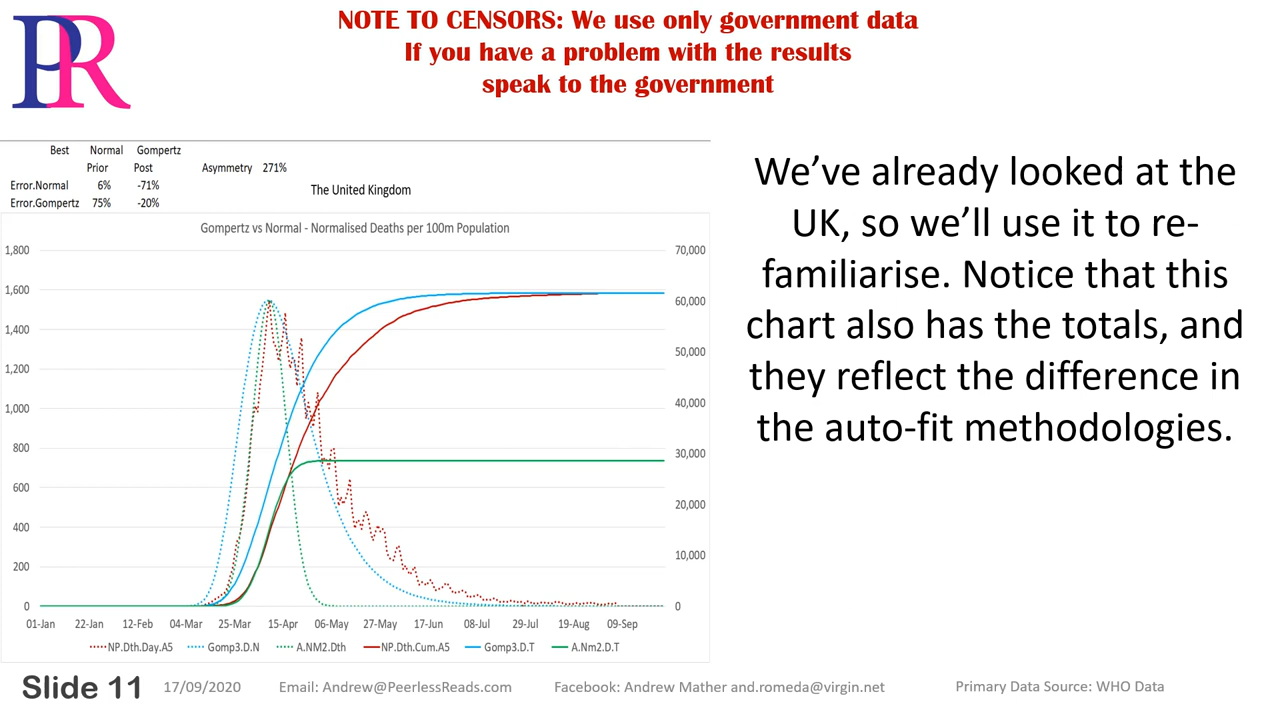 PR
NOTE TO CENSORS: We use only government data
If you have a problem with the results
speak to the government
Best Normal Gompertz
Prior Post Asymmetry 271%
Error.Normal 6% -71%
Error.Gompertz 75% -20%
The United Kingdom
Gompertz vs Normal - Normalised Deaths per 100m Population
1,800 70,000
1,600 60,000
1,400 50,000
1,200 40,000
1,000 30,000
800 20,000
600 10,000
400 0
200
0
01-Jan 22-Jan 12-Feb 04-Mar 25-Mar 15-Apr 06-May 27-May 17-Jun 08-Jul 29-Jul 19-Aug 09-Sep
NP.Dth.Day.A5 Gomp3.D.N A.NM2.Dth NP.Dth.Cum.A5 Gomp3.D.T A.Nm2.D.T
We’ve already looked at the
UK, so we’ll use it to re-
familiarise. Notice that this
chart also has the totals, and
they reflect the difference in
the auto-fit methodologies.
Slide 11 17/09/2020 Email: Andrew@PeerlessReads.com Facebook: Andrew Mather and.romeda@virgin.net Primary Data Source: WHO Data